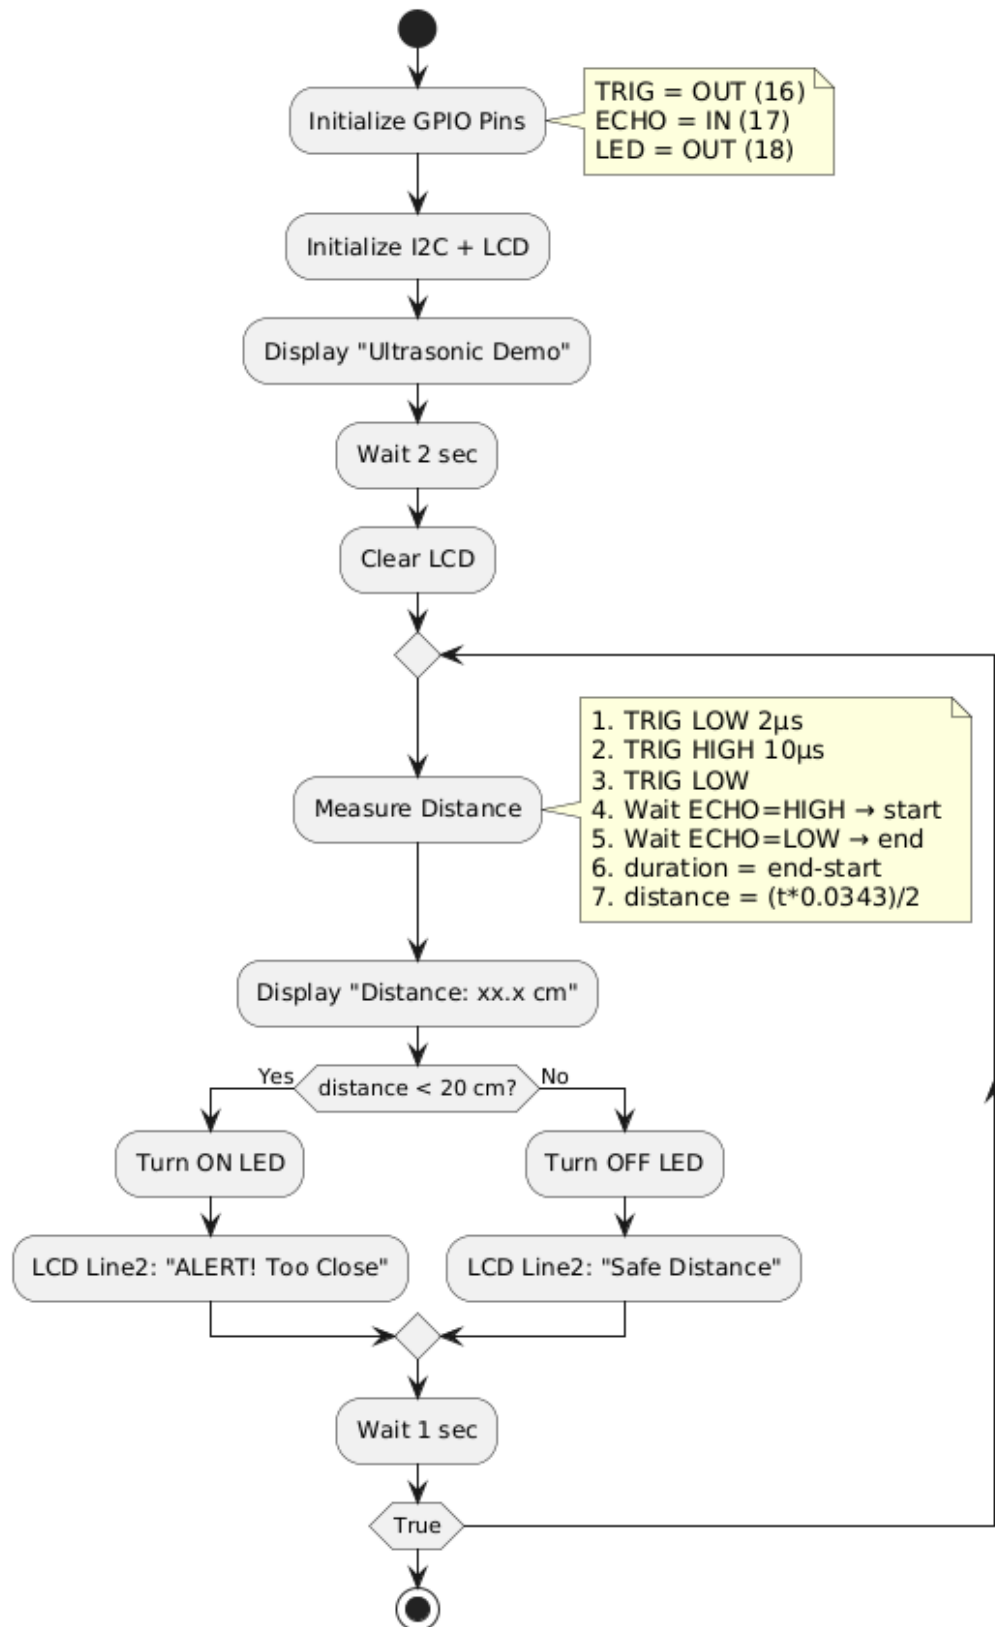 Initialize GPIO Pins
TRIG = OUT (16)
ECHO = IN (17)
LED = OUT (18)
Initialize I2C + LCD
Display "Ultrasonic Demo"
Wait 2 sec
Clear LCD
Measure Distance
1. TRIG LOW 2µs
2. TRIG HIGH 10µs
3. TRIG LOW
4. Wait ECHO=HIGH → start
5. Wait ECHO=LOW → end
6. duration = end-start
7. distance = (t*0.0343)/2
Display "Distance: xx.x cm"
Yes
distance < 20 cm?
No
Turn ON LED
Turn OFF LED
LCD Line2: "ALERT! Too Close"
LCD Line2: "Safe Distance"
Wait 1 sec
True